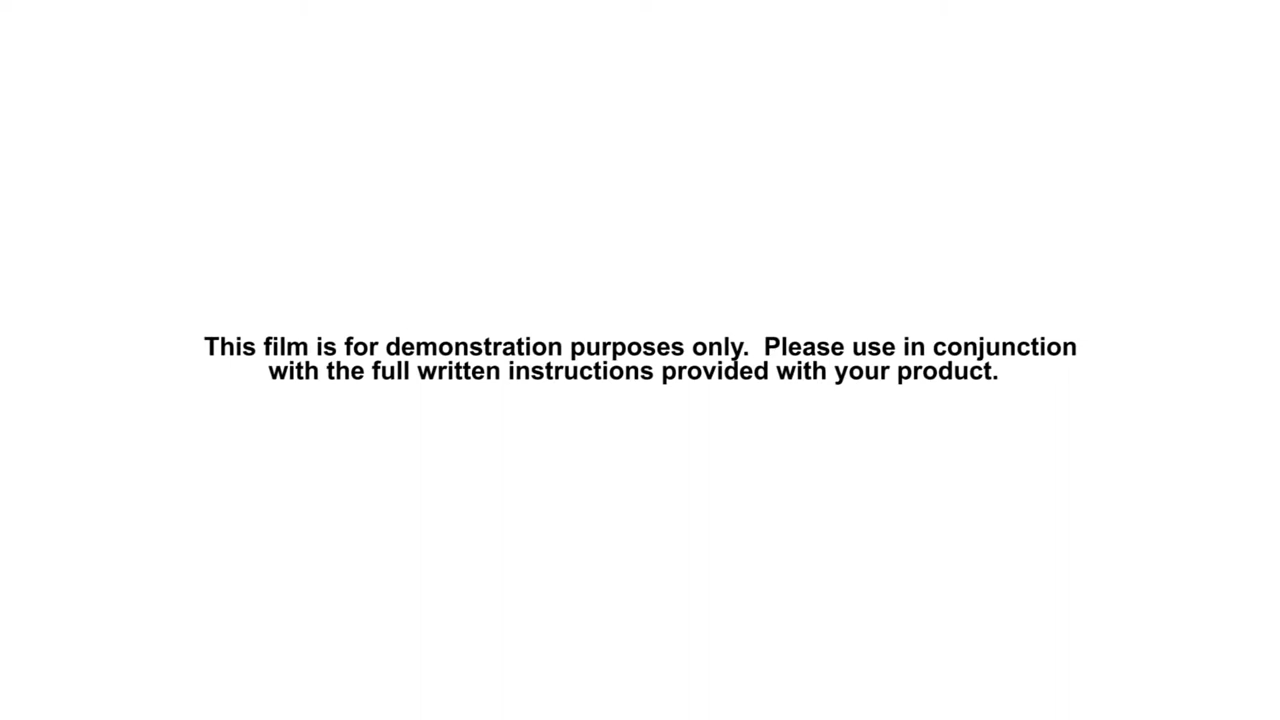 This film is for demonstration purposes only.  Please use in conjunction
with the full written instructions provided with your product.